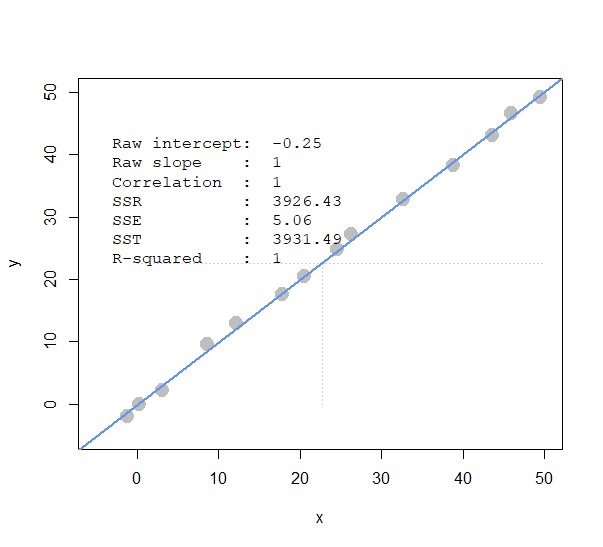 Raw intercept: -0.25
Raw slope : 1
Correlation : 1
SSR : 3926.43
SSE : 5.06
SST : 3931.49
R-squared : 1
50
40
30
20
10
0
y
0 10 20 30 40 50
x